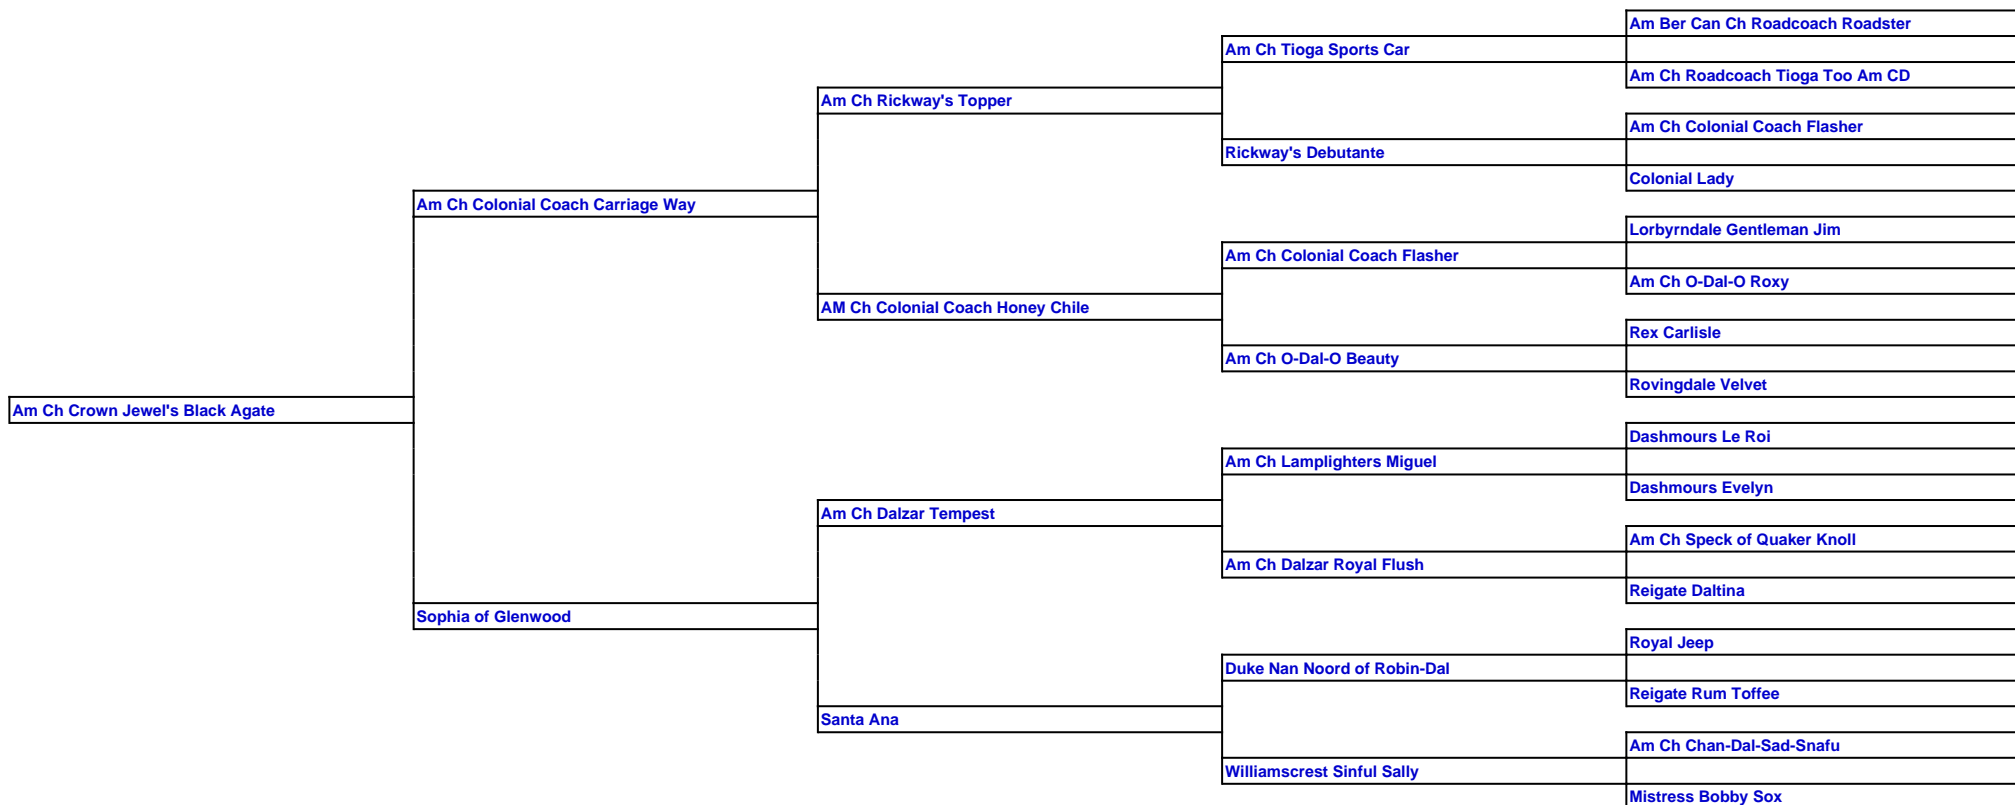 Am Ber Can Ch Roadcoach Roadster
Am Ch Tioga Sports Car
Am Ch Roadcoach Tioga Too Am CD
Am Ch Rickway's Topper
Am Ch Colonial Coach Flasher
Rickway's Debutante
Colonial Lady
Am Ch Colonial Coach Carriage Way
Lorbyrndale Gentleman Jim
Am Ch Colonial Coach Flasher
Am Ch O-Dal-O Roxy
AM Ch Colonial Coach Honey Chile
Rex Carlisle
Am Ch O-Dal-O Beauty
Rovingdale Velvet
Am Ch Crown Jewel's Black Agate
Dashmours Le Roi
Am Ch Lamplighters Miguel
Dashmours Evelyn
Am Ch Dalzar Tempest
Am Ch Speck of Quaker Knoll
Am Ch Dalzar Royal Flush
Reigate Daltina
Sophia of Glenwood
Royal Jeep
Duke Nan Noord of Robin-Dal
Reigate Rum Toffee
Santa Ana
Am Ch Chan-Dal-Sad-Snafu
Williamscrest Sinful Sally
Mistress Bobby Sox